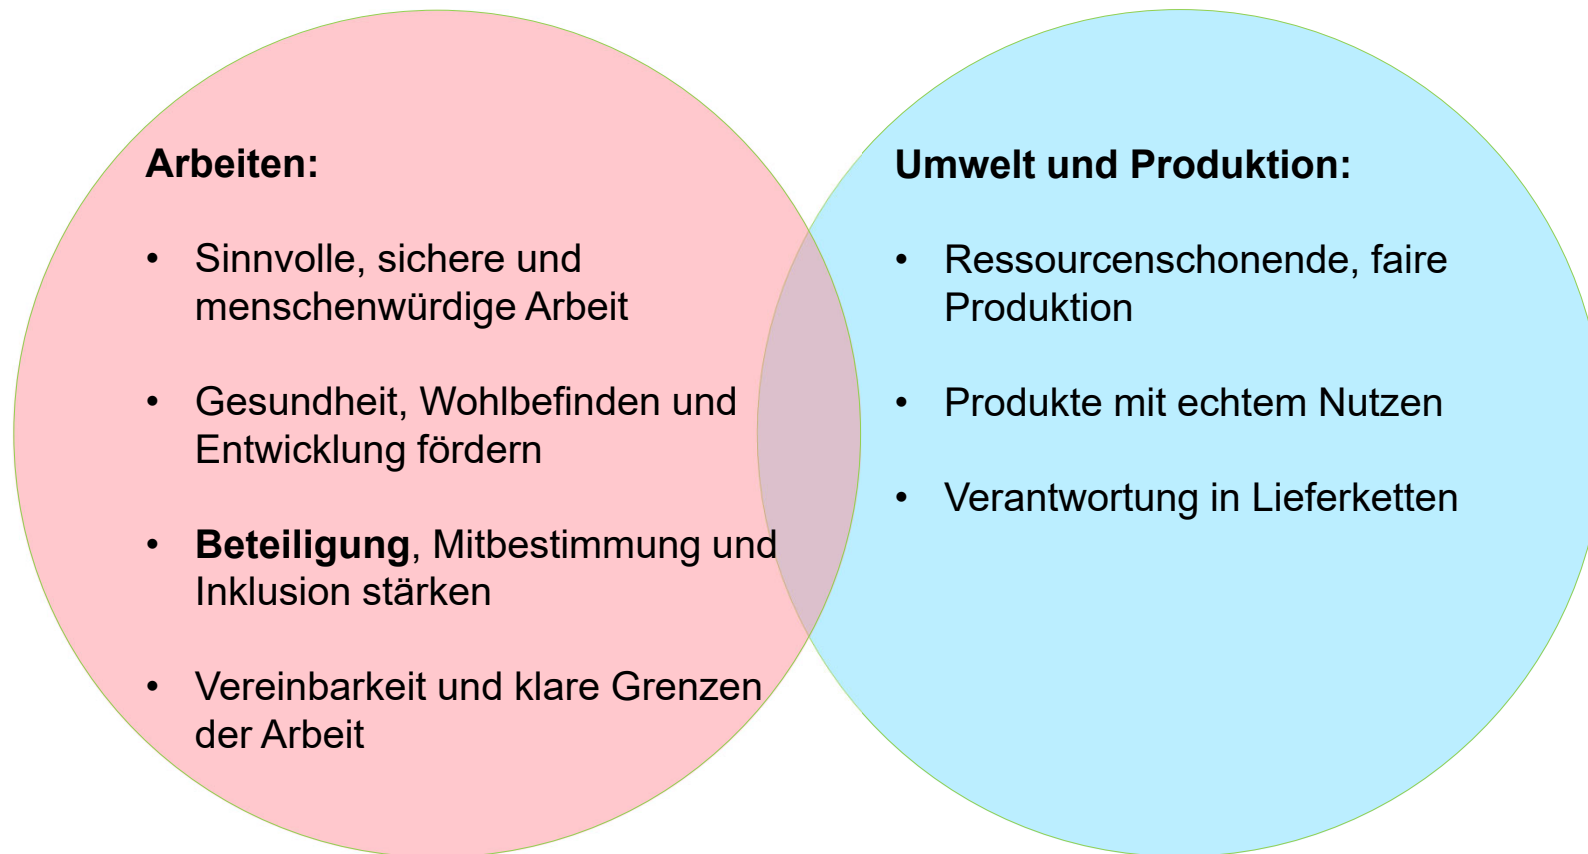 Arbeiten:
• Sinnvolle, sichere und
menschenwürdige Arbeit
• Gesundheit, Wohlbefinden und
Entwicklung fördern
• Beteiligung, Mitbestimmung und
Inklusion stärken
• Vereinbarkeit und klare Grenzen
der Arbeit
Umwelt und Produktion:
• Ressourcenschonende, faire
Produktion
• Produkte mit echtem Nutzen
• Verantwortung in Lieferketten